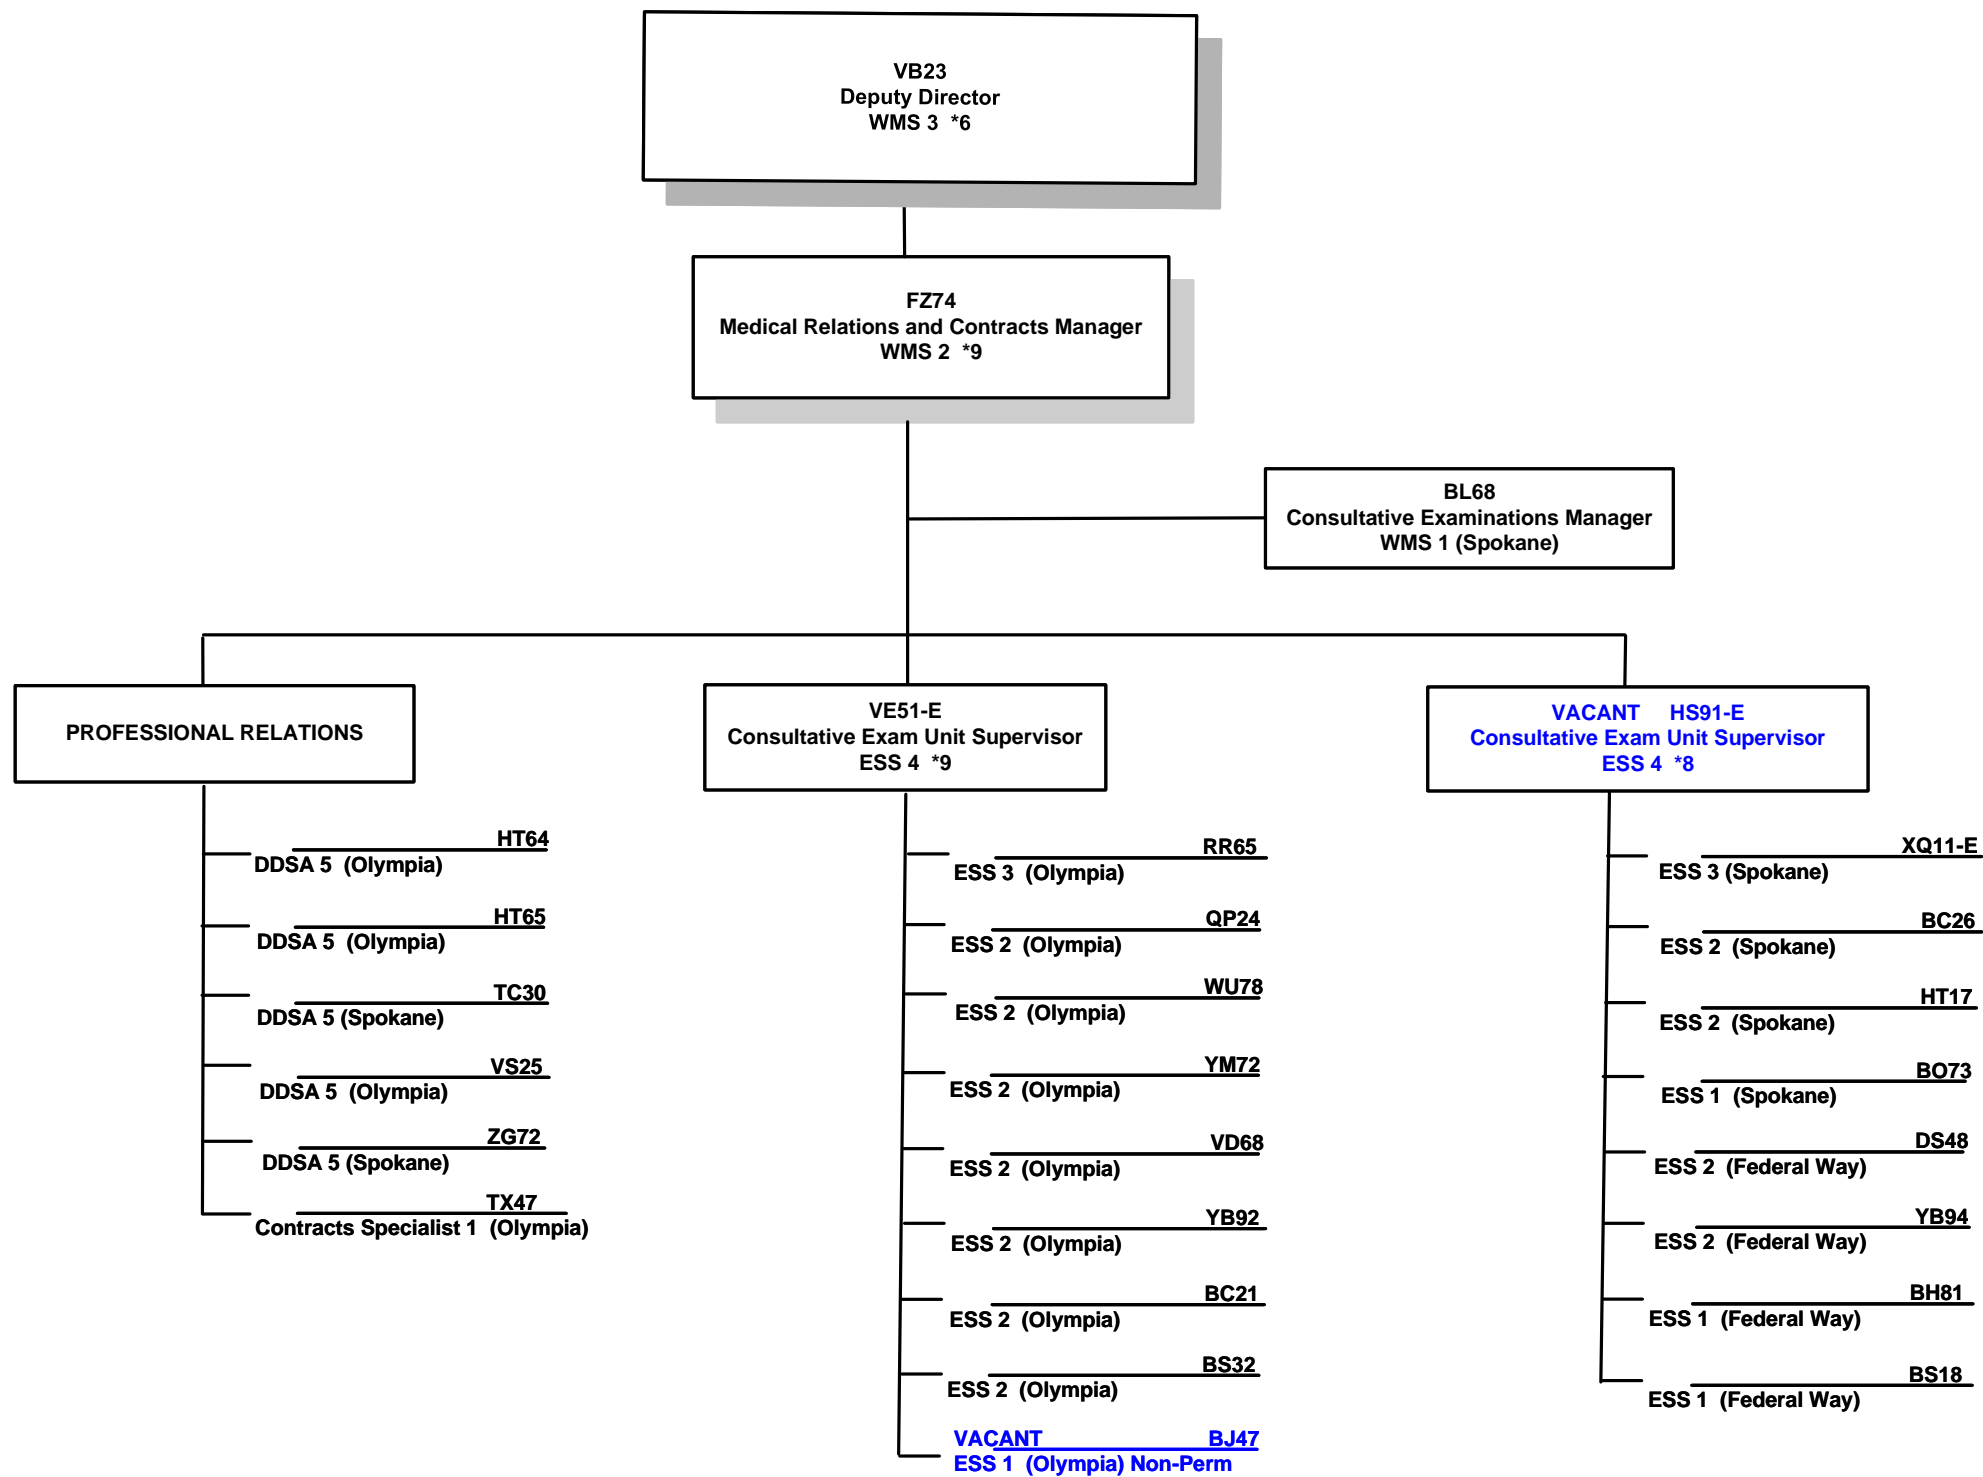 VB23
Deputy Director
WMS 3 *6
FZ74
Medical Relations and Contracts Manager
WMS 2 *9
BL68
Consultative Examinations Manager
WMS 1 (Spokane)
PROFESSIONAL RELATIONS
HT64
DDSA 5 (Olympia)
HT65
DDSA 5 (Olympia)
TC30
DDSA 5 (Spokane)
VS25
DDSA 5 (Olympia)
ZG72
DDSA 5 (Spokane)
TX47
Contracts Specialist 1 (Olympia)
VE51-E
Consultative Exam Unit Supervisor
ESS 4 *9
RR65
ESS 3 (Olympia)
QP24
ESS 2 (Olympia)
WU78
ESS 2 (Olympia)
YM72
ESS 2 (Olympia)
VD68
ESS 2 (Olympia)
YB92
ESS 2 (Olympia)
BC21
ESS 2 (Olympia)
BS32
ESS 2 (Olympia)
VACANT BJ47
ESS 1 (Olympia) Non-Perm
VACANT HS91-E
Consultative Exam Unit Supervisor
ESS 4 *8
XQ11-E
ESS 3 (Spokane)
BC26
ESS 2 (Spokane)
HT17
ESS 2 (Spokane)
BO73
ESS 1 (Spokane)
DS48
ESS 2 (Federal Way)
YB94
ESS 2 (Federal Way)
BH81
ESS 1 (Federal Way)
BS18
ESS 1 (Federal Way)